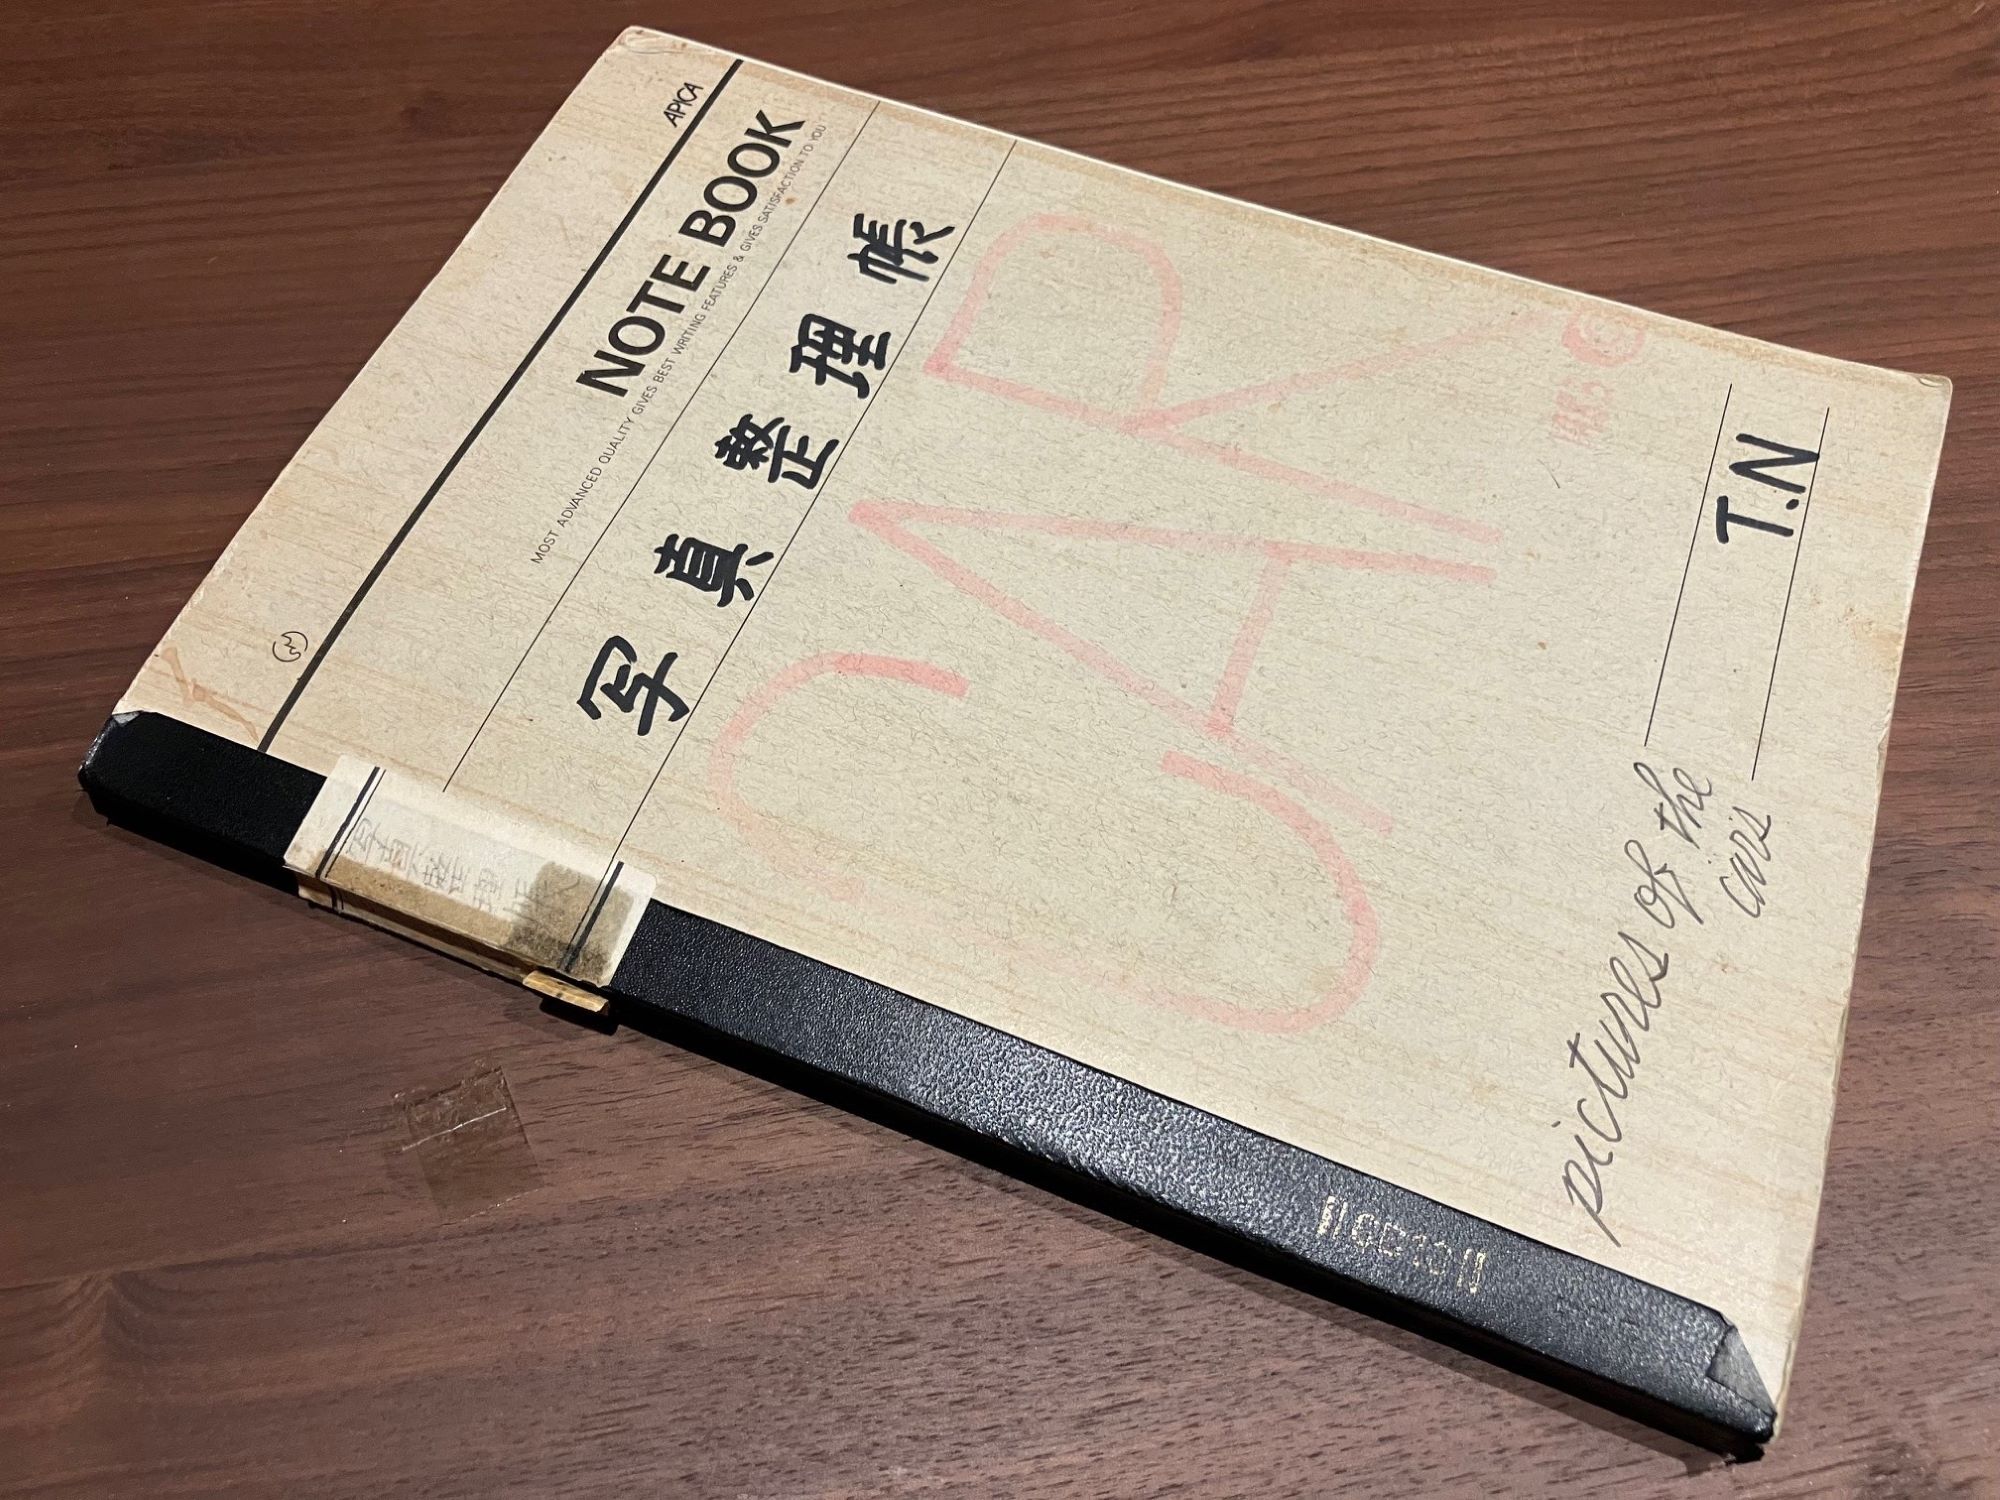 APICA
NOTE BOOK
MOST ADVANCED QUALITY GIVES BEST WRITING FEATURES & GIVES SATISFACTION TO YOU
写真整理帳
CAR
T.N
pictures of the
cars